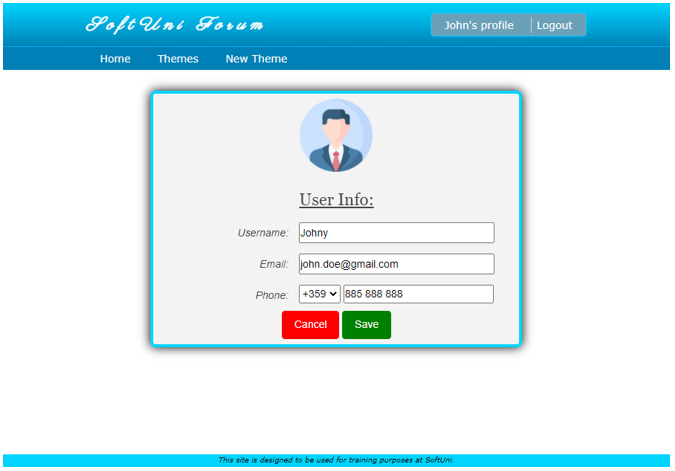 SoftUni Forum
John's profile Logout
Home Themes New Theme
User Info:
Username: Johny
Email: john.doe@gmail.com
Phone: +359 885 888 888
Cancel Save
This site is designed to be used for training purposes at SoftUni.